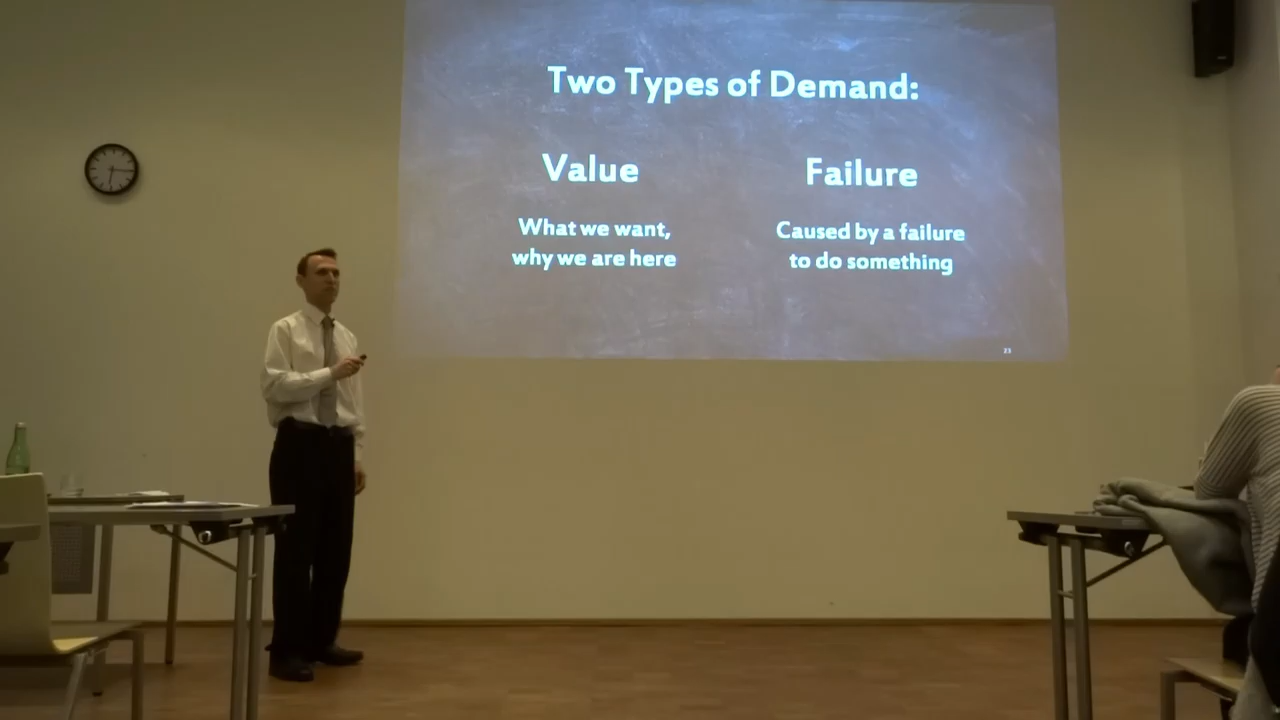 Two Types of Demand:
Value
What we want,
why we are here
Failure
Caused by a failure
to do something
23